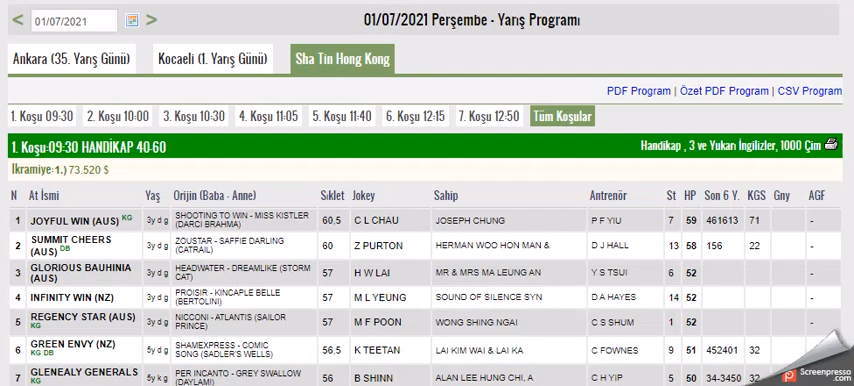 < 01/07/2021 > 01/07/2021 Perşembe - Yarış Programı
Ankara (35. Yarış Günü) Kocaeli (1. Yarış Günü) Sha Tin Hong Kong
PDF Program | Özet PDF Program | CSV Program
1. Koşu 09:30 2. Koşu 10:00 3. Koşu 10:30 4. Koşu 11:05 5. Koşu 11:40 6. Koşu 12:15 7. Koşu 12:50 Tüm Koşular
1. Koşu:09:30 HANDİKAP 40-60 Handikap , 3 ve Yukarı İngilizler, 1000 Çim
İkramiye:1.) 73.520 $
N At İsmi Yaş Orijin (Baba - Anne) Sıklet Jokey Sahip Antrenör St HP Son 6 Y. KGS Gny AGF
1 JOYFUL WIN (AUS) KG 3y d g SHOOTING TO WIN - MISS KISTLER (DARCI BRAHMA) 60,5 C L CHAU JOSEPH CHUNG P F YIU 7 59 461613 71 -
2 SUMMIT CHEERS (AUS) DB 3y d g ZOUSTAR - SAFFIE DARLING (CATRAIL) 60 Z PURTON HERMAN WOO HON MAN & D J HALL 13 58 156 22 -
3 GLORIOUS BAUHINIA (AUS) 3y d g HEADWATER - DREAMLIKE (STORM CAT) 57 H W LAI MR & MRS MA LEUNG AN Y S TSUI 6 52 -
4 INFINITY WIN (NZ) 3y d g PROISIR - KINCAPLE BELLE (BERTOLINI) 57 M L YEUNG SOUND OF SILENCE SYN D A HAYES 14 52 -
5 REGENCY STAR (AUS) KG 3y d g NICCONI - ATLANTIS (SAILOR PRINCE) 57 M F POON WONG SHING NGAI C S SHUM 1 52 -
6 GREEN ENVY (NZ) KG DB 5y d g SHAMEXPRESS - COMIC SONG (SADLER'S WELLS) 56,5 K TEETAN LAI KIM WAI & LAI KA C FOWNES 9 51 452401 32
7 GLENEALY GENERALS KG 5y k g PER INCANTO - GREY SWALLOW (DAYLAMI) 56 B SHINN ALAN LEE HUNG CHI, A C H YIP 5 50 34-3450 32
Screenpresso
Screenpresso.com